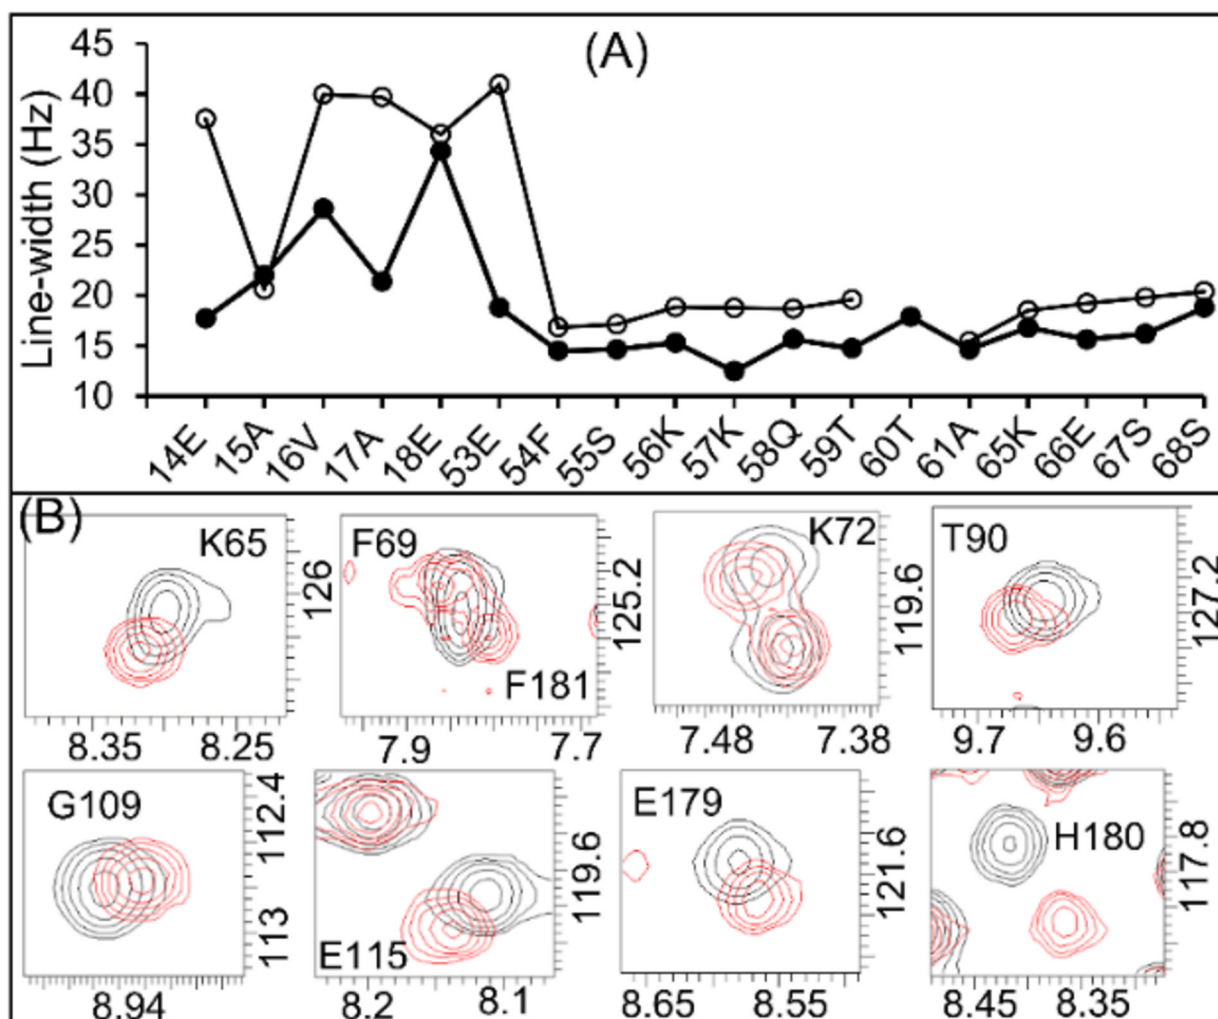 (A)
Line-width (Hz)
45
40
35
30
25
20
15
10
14E 15A 16V 17A 18E 53E 54F 55S 56K 57K 58Q 59T 60T 61A 65K 66E 67S 68S
(B)
K65
126
8.35 8.25
F69
F181
125.2
7.9 7.7
K72
119.6
7.48 7.38
T90
127.2
9.7 9.6
G109
112.4
113
8.94
E115
119.6
8.2 8.1
E179
121.6
8.65 8.55
H180
117.8
8.45 8.35